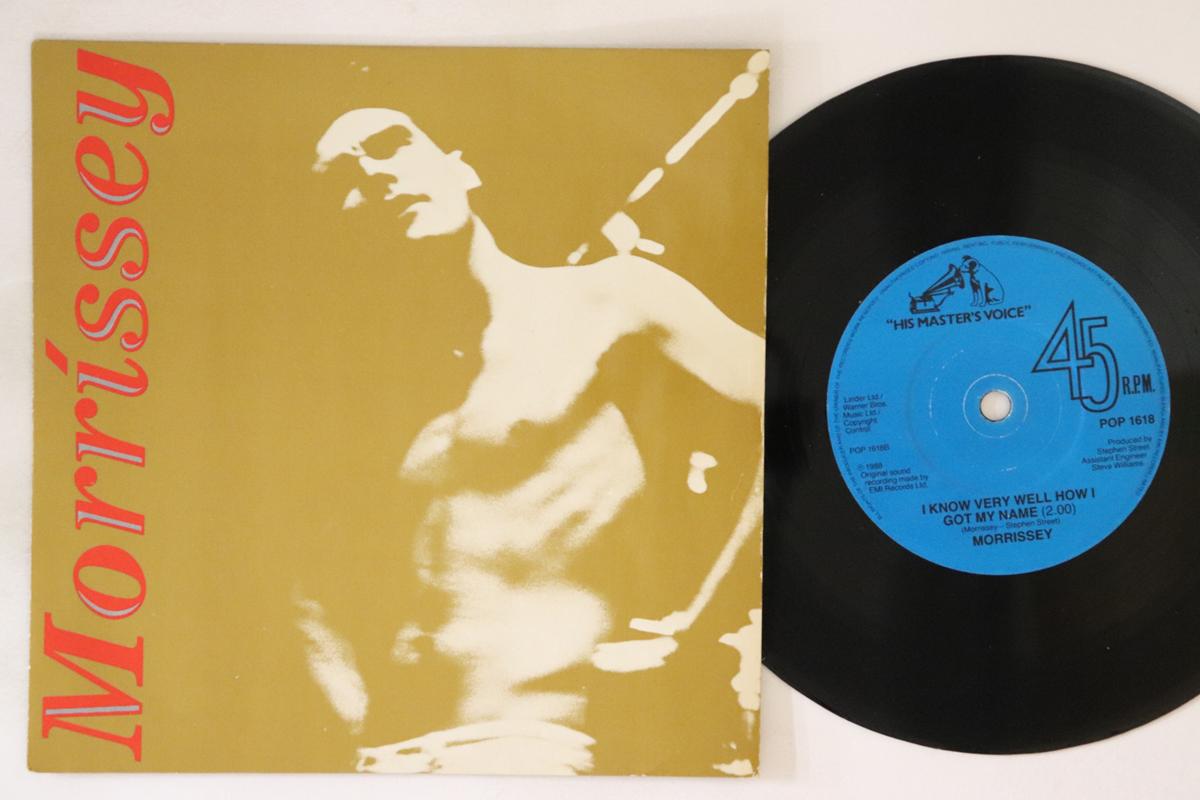 Morrissey
"HIS MASTER'S VOICE"
45
R.P.M.
POP 1618
Linder Ltd./
Warner Bros.
Music Ltd./
Copyright
Control
POP 1618B
Ⓟ 1988
Original sound
recording made by
EMI Records Ltd.
Produced by
Stephen Street
Assistant Engineer
Steve Williams
I KNOW VERY WELL HOW I
GOT MY NAME (2.00)
(Morrissey - Stephen Street)
MORRISSEY